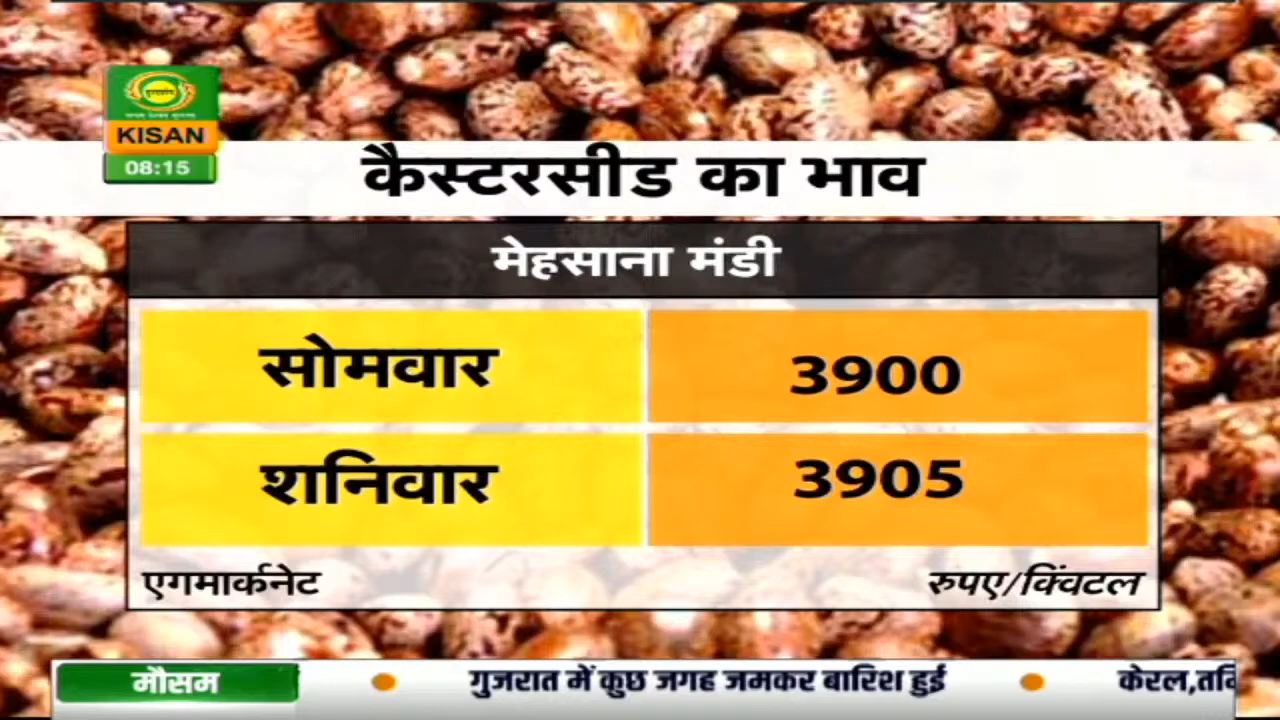 KISAN
08:15
कैस्टरसीड का भाव
मेहसाना मंडी
सोमवार 3900
शनिवार 3905
एगमार्कनेट रुपए/क्विंटल
मौसम गुजरात में कुछ जगह जमकर बारिश हुई केरल,